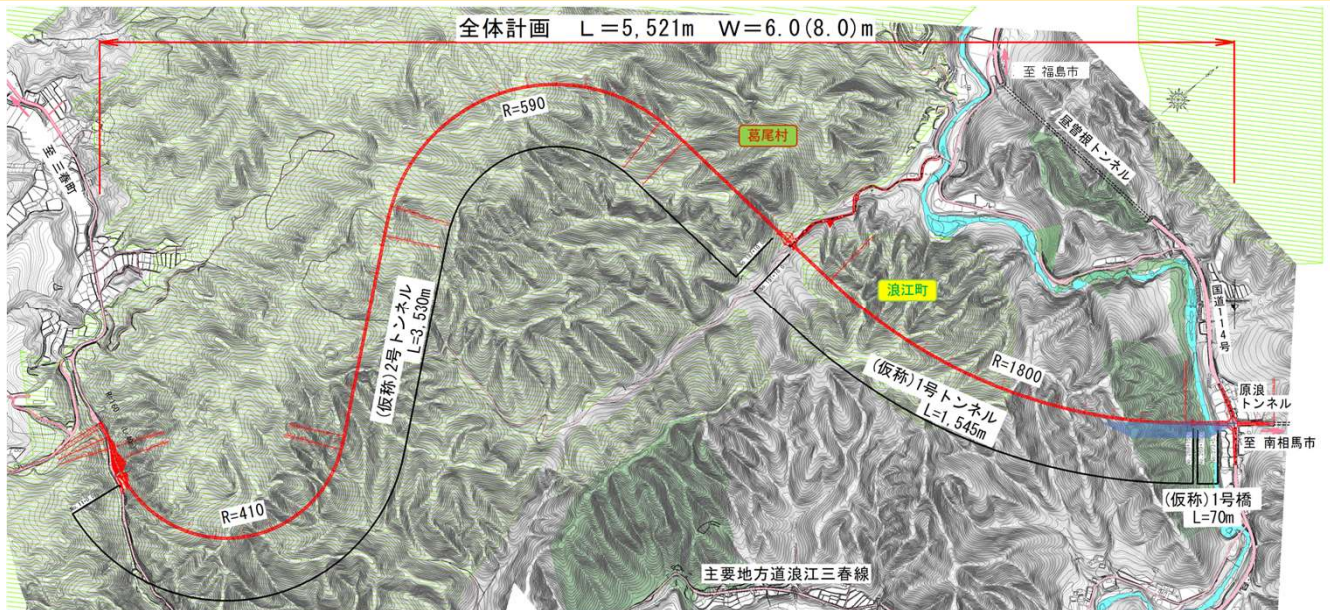 全体計画 L=5,521m W=6.0(8.0)m
至 福島市
昼曽根トンネル
R=590
葛尾村
至 三春町
浪江町
国道114号
(仮称)2号トンネル
L=3,530m
R=1800
(仮称)1号トンネル
L=1,545m
原浪
トンネル
至 南相馬市
R=410
(仮称)1号橋
L=70m
主要地方道浪江三春線